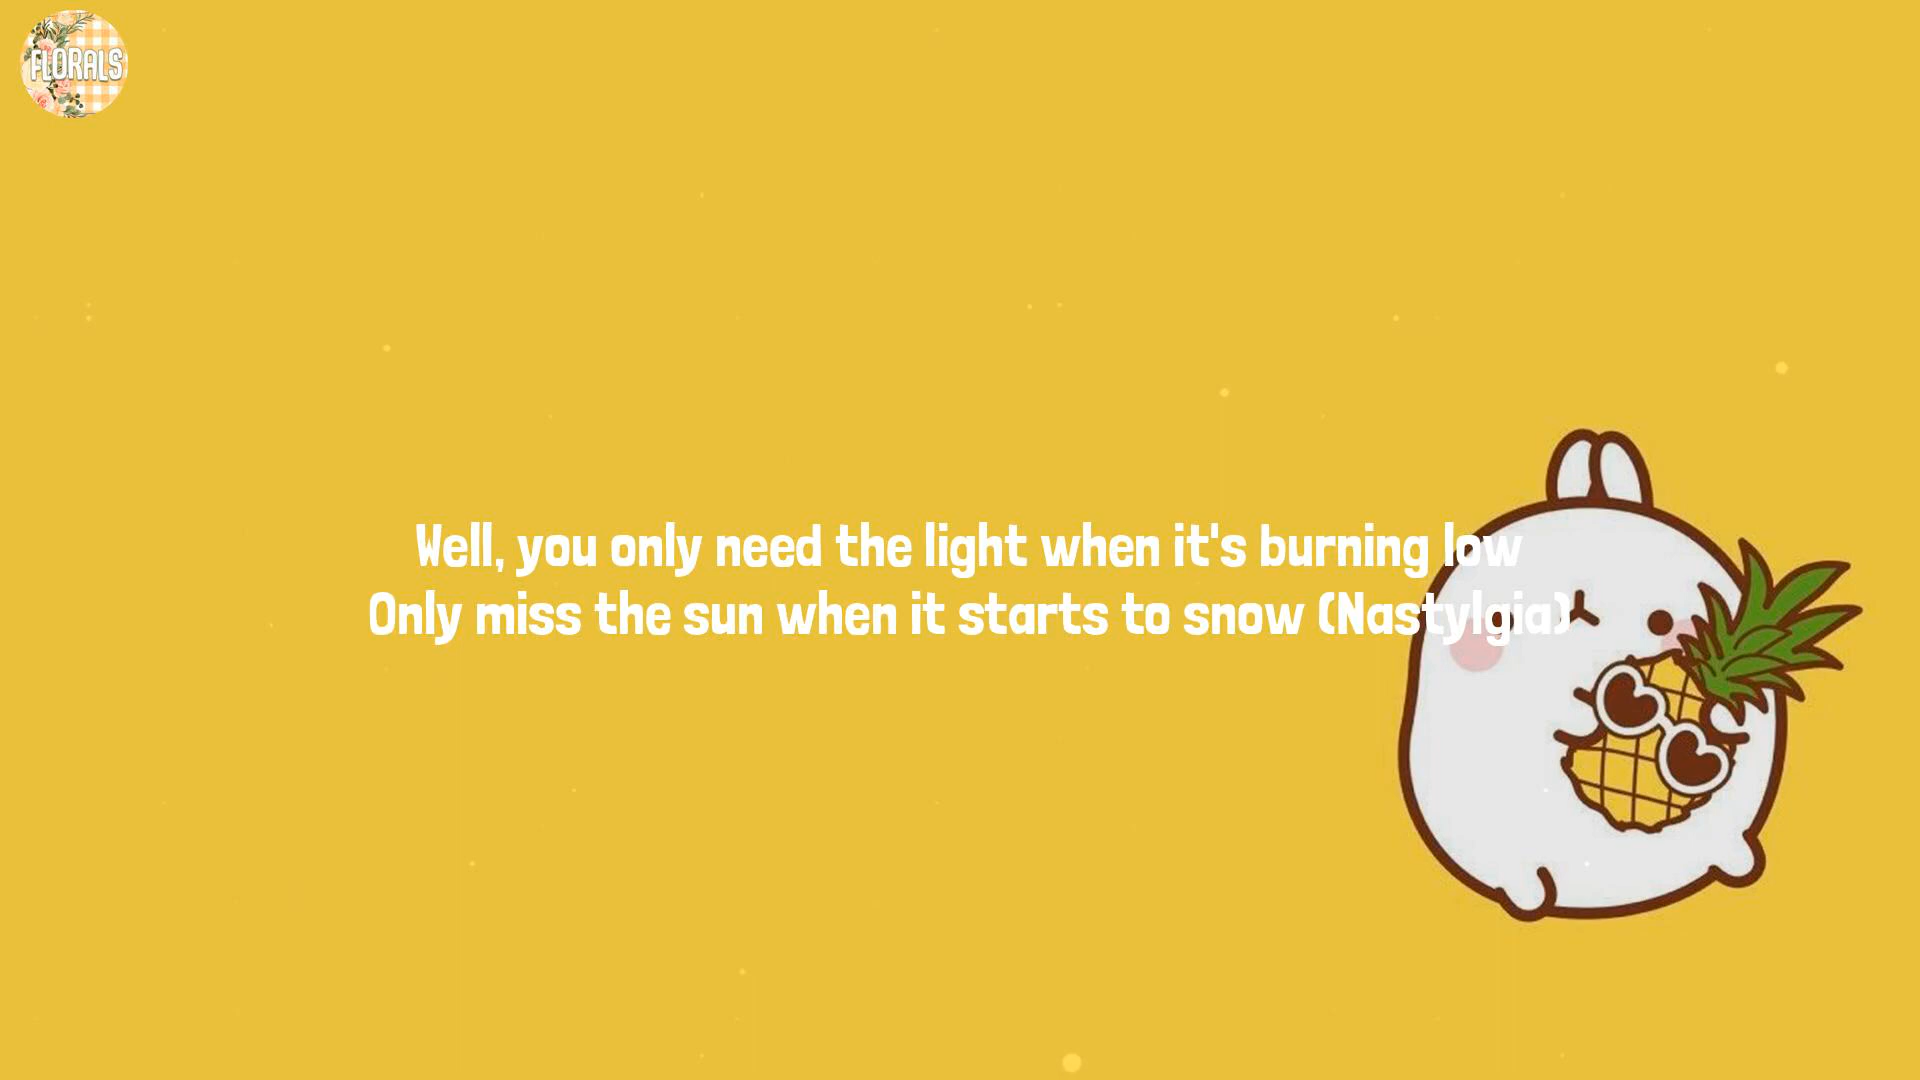 FLORALS
Well, you only need the light when it's burning low
Only miss the sun when it starts to snow (Nastylgia)